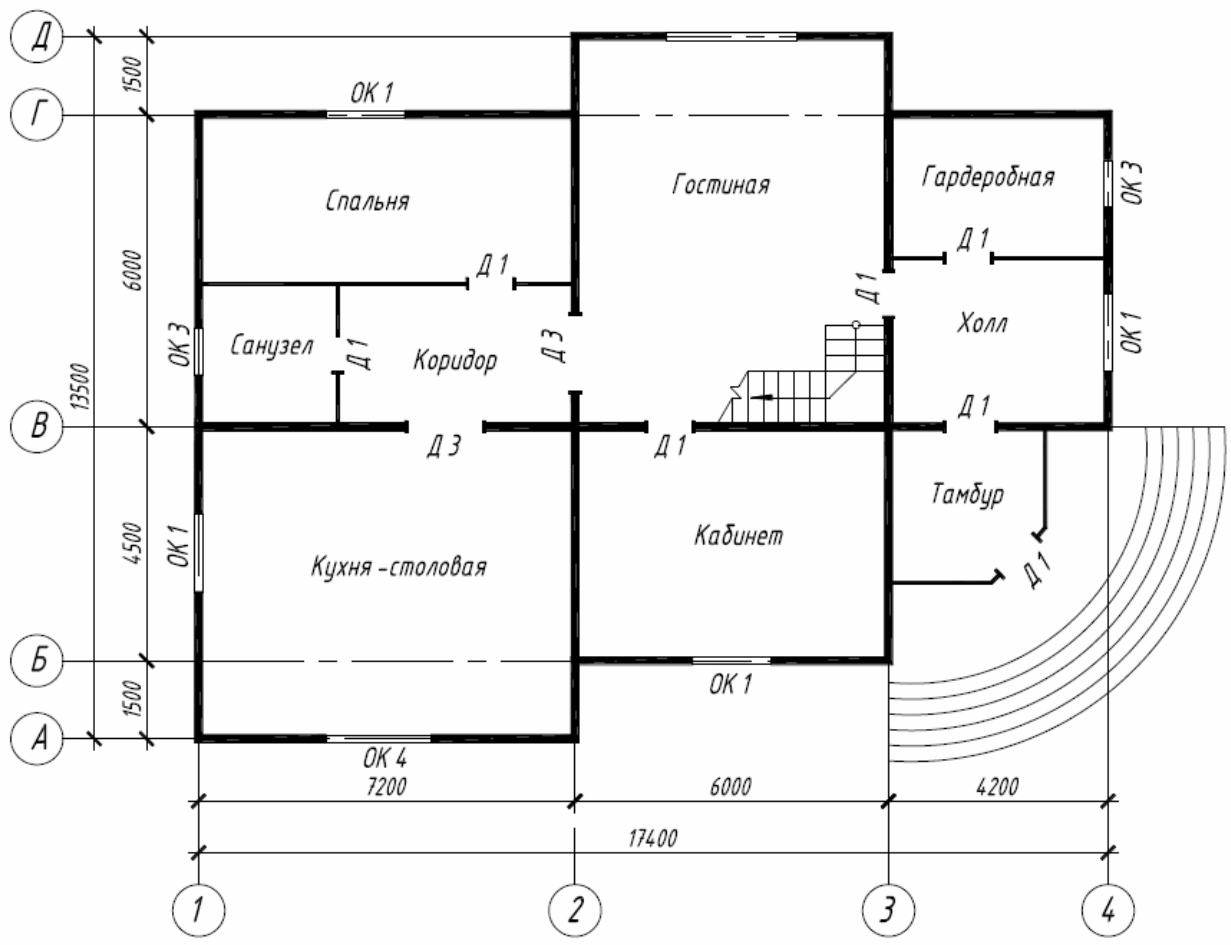 Д
1500
Г
ОК 1
Спальня
Гостиная
Гардеробная
ОК 3
6000
Д 1
Д 1
Д 1
ОК 3
Санузел
Д 1
Коридор
Д 3
Холл
ОК 1
13500
В
Д 3
Д 1
Д 1
4500
ОК 1
Кухня -столовая
Кабинет
Тамбур
Д 1
Б
1500
ОК 1
А
ОК 4
7200
6000
4200
17400
1
2
3
4